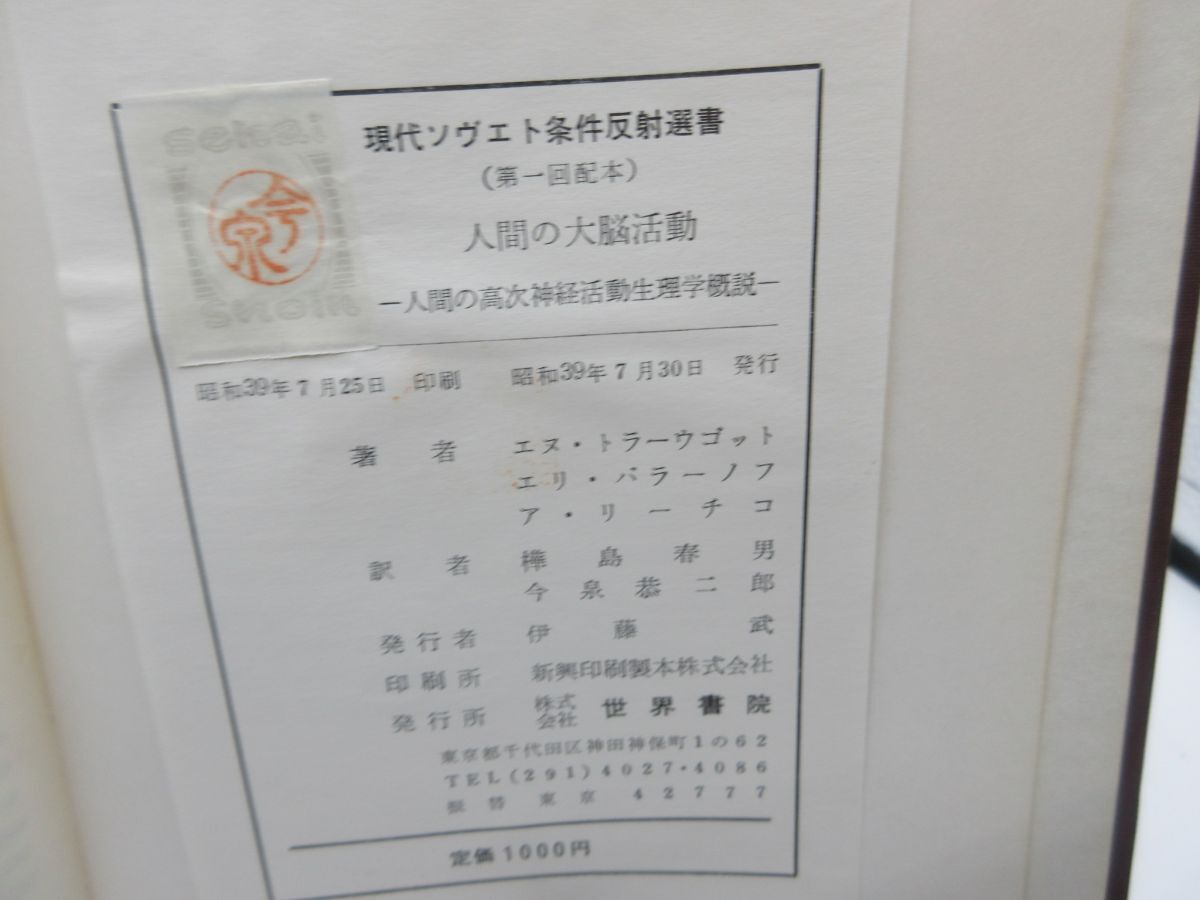 sekai
今泉
shoin
現代ソヴェト条件反射選書
(第一回配本)
人間の大脳活動
—人間の高次神経活動生理学概説—
昭和39年7月25日 印刷 昭和39年7月30日 発行
著者 エヌ・トラーウゴット
エリ・バラーノフ
ア・リーチコ
訳者 樺島春男
今泉恭二郎
発行者 伊藤武
印刷所 新興印刷製本株式会社
発行所 株式会社 世界書院
東京都千代田区神田神保町1の62
TEL(291)4027・4086
振替東京 42777
定価1000円